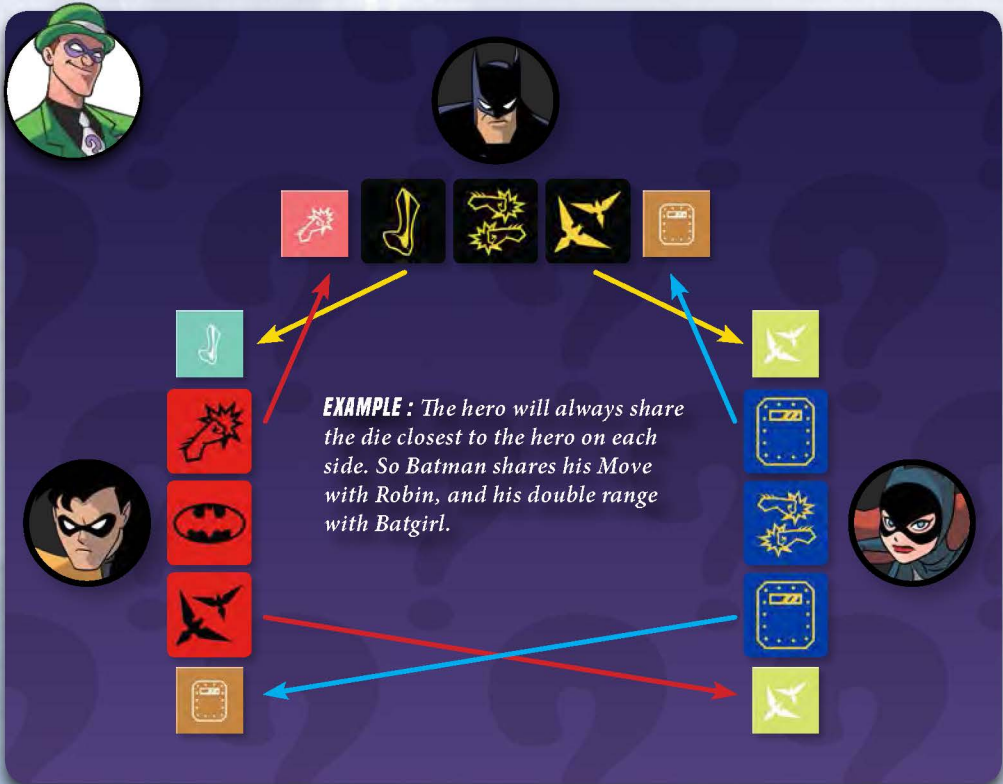 EXAMPLE : The hero will always share
the die closest to the hero on each
side. So Batman shares his Move
with Robin, and his double range
with Batgirl.